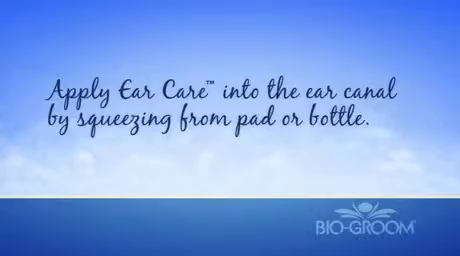 Apply Ear Care™ into the ear canal
by squeezing from pad or bottle.
BIO-GROOM®